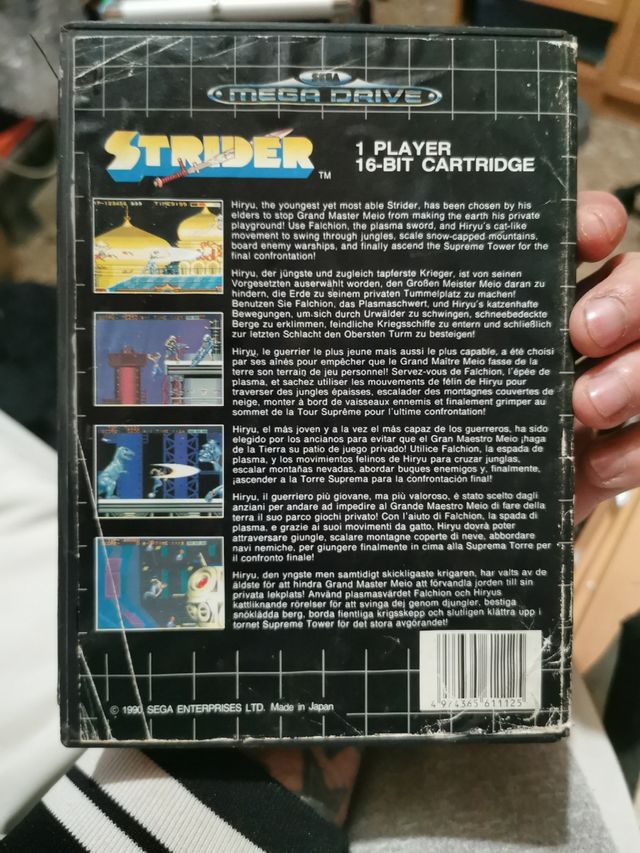 SEGA
MEGA DRIVE
STRIDER
TM
1 PLAYER
16-BIT CARTRIDGE
Hiryu, the youngest yet most able Strider, has been chosen by his
elders to stop Grand Master Meio from making the earth his private
playground! Use Falchion, the plasma sword, and Hiryu's cat-like
movement to swing through jungles, scale snow-capped mountains,
board enemy warships, and finally ascend the Supreme Tower for the
final confrontation!
Hiryu, der jüngste und zugleich tapferste Krieger, ist von seinen
Vorgesetzten auserwählt worden, den Großen Meister Meio daran zu
hindern, die Erde zu seinem privaten Tummelplatz zu machen!
Benutzen Sie Falchion, das Plasmaschwert, und Hiryu's katzenhafte
Bewegungen, um sich durch Urwälder zu schwingen, schneebedeckte
Berge zu erklimmen, feindliche Kriegsschiffe zu entern und schließlich
zur letzten Schlacht den Obersten Turm zu besteigen!
Hiryu, le guerrier le plus jeune mais aussi le plus capable, a été choisi
par ses aînés pour empêcher que le Grand Maître Meio fasse de la
terre son terrain de jeu personnel! Servez-vous de Falchion, l'épée de
plasma, et sachez utiliser les mouvements de félin de Hiryu pour
traverser des jungles épaisses, escalader des montagnes couvertes de
neige, monter à bord de vaisseaux ennemis et finalement grimper au
sommet de la Tour Suprême pour l'ultime confrontation!
Hiryu, el más joven y a la vez el más capaz de los guerreros, ha sido
elegido por los ancianos para evitar que el Gran Maestro Meio ¡haga
de la Tierra su patio de juego privado! Utilice Falchion, la espada de
plasma, y los movimientos felinos de Hiryu para cruzar junglas,
escalar montañas nevadas, abordar buques enemigos y, finalmente,
¡ascender a la Torre Supresma para la confrontación final!
Hiryu, il guerriero più giovane, ma più valoroso, è stato scelto dagli
anziani per andare ad impedire al Grande Maestro Meio di fare della
terra il suo parco giochi privato! Con l'aiuto di Falchion, la spada di
plasma, e grazie ai suoi movimenti da gatto, Hiryu dovrà poter
attraversare giungle, scalare montagne coperte di neve, abbordare
navi nemiche, per giungere finalmente in cima alla Suprema Torre per
il confronto finale!
Hiryu, den yngste men samtidigt skickligaste krigaren, har valts av de
äldste för att hindra Grand Master Meio att förvandla jorden till sin
privata lekplats! Använd plasmasvärdet Falchion och Hiryus
kattliknande rörelser för att svinga dej genom djungler, bestiga
snöklädda berg, borda fientliga krigsskepp och slutligen klättra upp i
tornet Supreme Tower för det stora avgörandet!
4 974365 611125
© 1990 SEGA ENTERPRISES LTD. Made in Japan